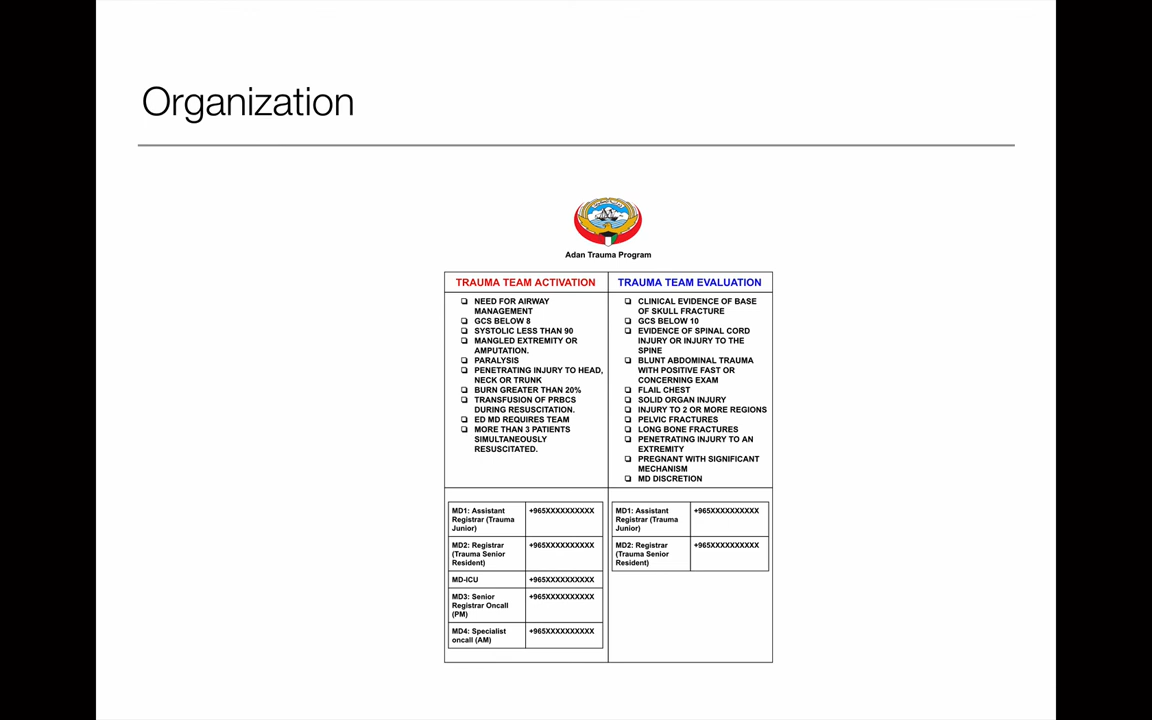 Organization
Adan Trauma Program
TRAUMA TEAM ACTIVATION
NEED FOR AIRWAY
MANAGEMENT
GCS BELOW 8
SYSTOLIC LESS THAN 90
MANGLED EXTREMITY OR
AMPUTATION.
PARALYSIS
PENETRATING INJURY TO HEAD,
NECK OR TRUNK
BURN GREATER THAN 20%
TRANSFUSION OF PRBCS
DURING RESUSCITATION.
ED MD REQUIRES TEAM
MORE THAN 3 PATIENTS
SIMULTANEOUSLY
RESUSCITATED.
TRAUMA TEAM EVALUATION
CLINICAL EVIDENCE OF BASE
OF SKULL FRACTURE
GCS BELOW 10
EVIDENCE OF SPINAL CORD
INJURY OR INJURY TO THE
SPINE
BLUNT ABDOMINAL TRAUMA
WITH POSITIVE FAST OR
CONCERNING EXAM
FLAIL CHEST
SOLID ORGAN INJURY
INJURY TO 2 OR MORE REGIONS
PELVIC FRACTURES
LONG BONE FRACTURES
PENETRATING INJURY TO AN
EXTREMITY
PREGNANT WITH SIGNIFICANT
MECHANISM
MD DISCRETION
MD1: Assistant +965XXXXXXXXXX
Registrar (Trauma
Junior)
MD2: Registrar +965XXXXXXXXXX
(Trauma Senior
Resident)
MD-ICU +965XXXXXXXXXX
MD3: Senior +965XXXXXXXXXX
Registrar Oncall
(PM)
MD4: Specialist +965XXXXXXXXXX
oncall (AM)
MD1: Assistant +965XXXXXXXXXX
Registrar (Trauma
Junior)
MD2: Registrar +965XXXXXXXXXX
(Trauma Senior
Resident)